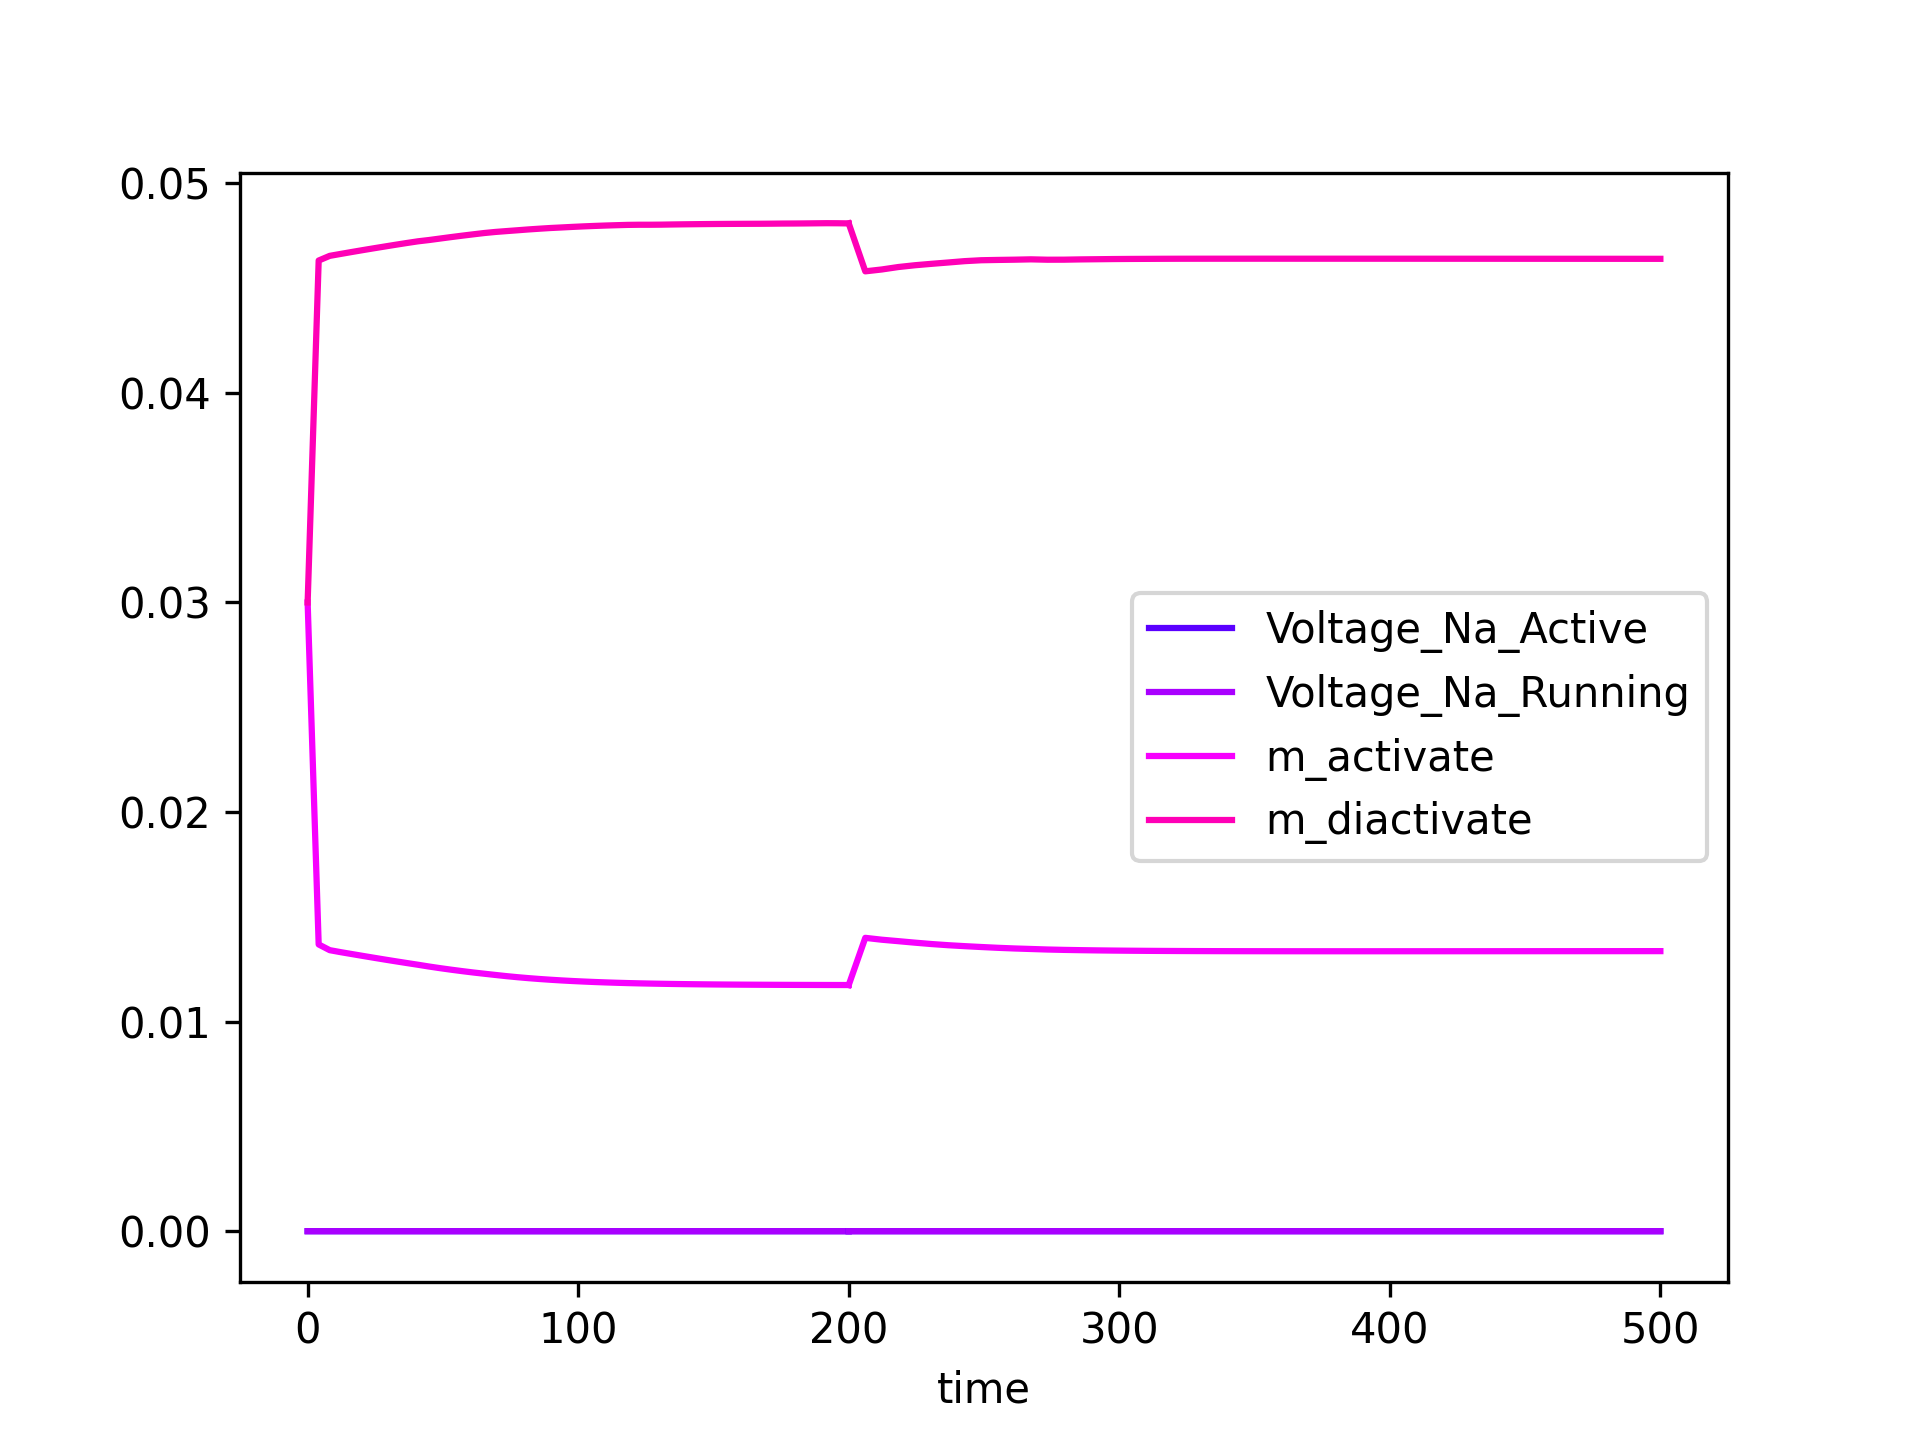 0.05
0.04
0.03
0.02
0.01
0.00
Voltage_Na_Active
Voltage_Na_Running
m_activate
m_diactivate
0 100 200 300 400 500
time